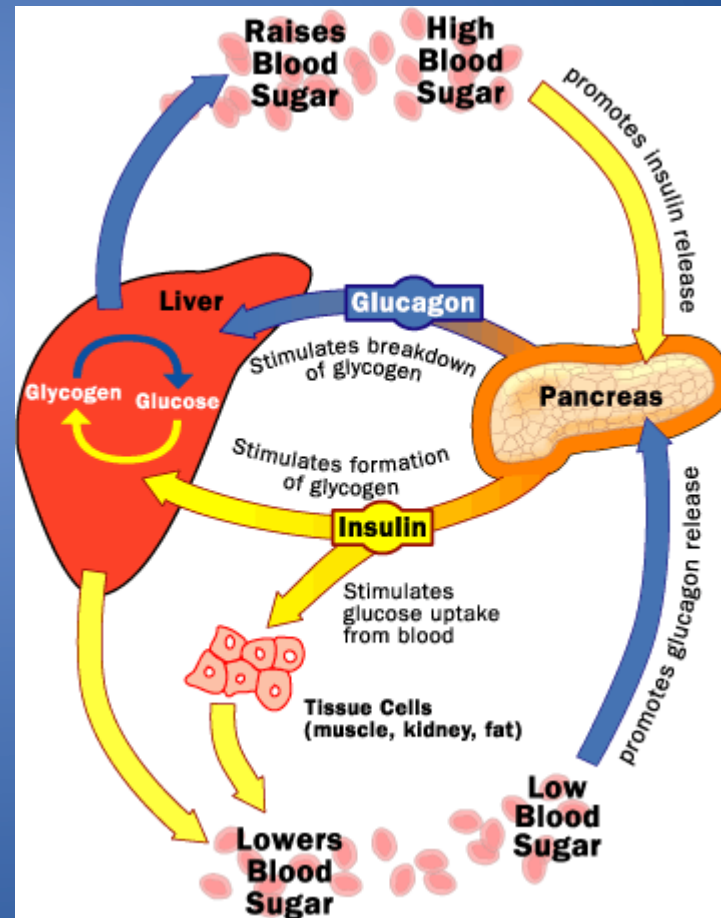 Raises
Blood
Sugar
High
Blood
Sugar
promotes insulin release
Liver
Glucagon
Stimulates breakdown
of glycogen
Glycogen
Glucose
Pancreas
Stimulates formation
of glycogen
Insulin
Stimulates
glucose uptake
from blood
promotes glucagon release
Tissue Cells
(muscle, kidney, fat)
Low
Blood
Sugar
Lowers
Blood
Sugar